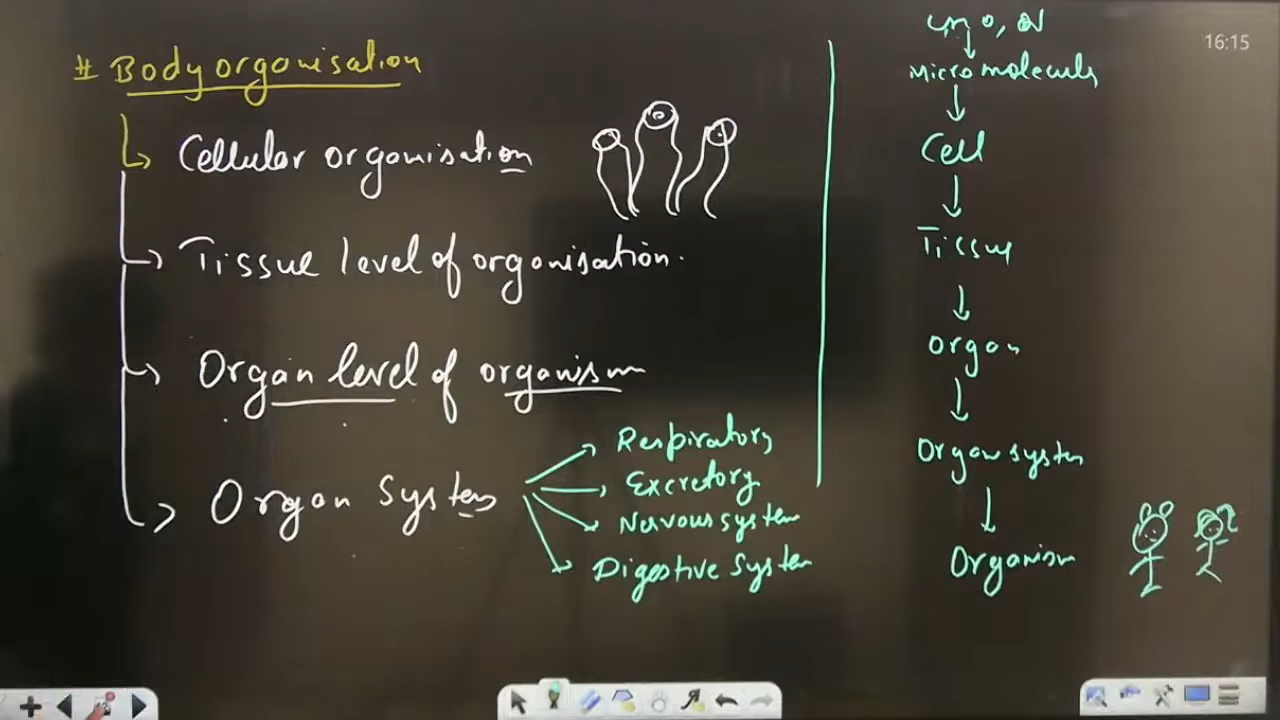 # Body organisation
Cellular organisation
Tissue level of organisation.
Organ level of organism
Organ System
Respiratory
Excretory
Nervous system
Digestive System
16:15
Cell
Tissue
Organ
Organ system
Organism